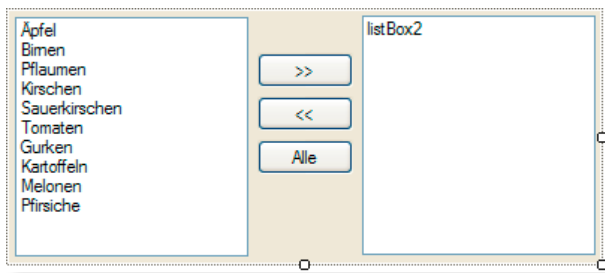 Äpfel
Birnen
Pflaumen
Kirschen
Sauerkirschen
Tomaten
Gurken
Kartoffeln
Melonen
Pfirsiche
>>
<<
Alle
listBox2